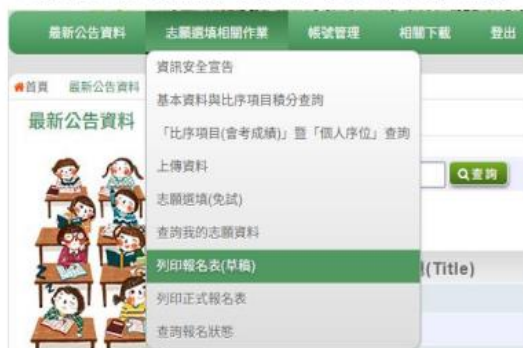 最新公告資料 志願選填相關作業 帳號管理 相關下載 登出
資訊安全宣告
首頁 最新公告資料
基本資料與比序項目積分查詢
最新公告資料
「比序項目(會考成績)」暨「個人序位」查詢
上傳資料
查詢
志願選填(免試)
查詢我的志願資料
列印報名表(草稿)
(Title)
列印正式報名表
查詢報名狀態